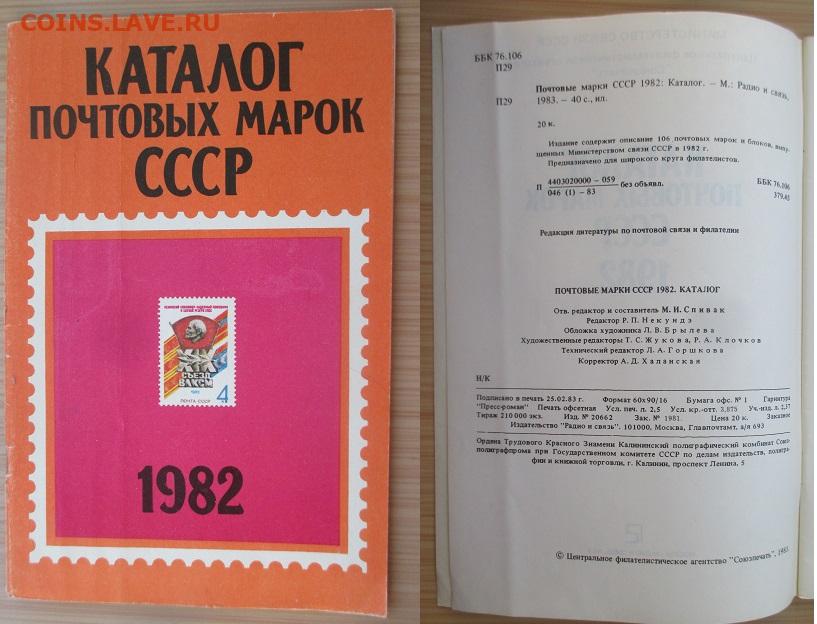 COINS.LAVE.RU
КАТАЛОГ
ПОЧТОВЫХ МАРОК
СССР
XIX
СЪЕЗД
ВЛКСМ
1982
4
ПОЧТА СССР
1982
ББК 76.106
П29
Почтовые марки СССР 1982: Каталог. — М.: Радио и связь,
П29 1983. — 40 с., ил.
20 к.
Издание содержит описание 106 почтовых марок и блоков, выпу-
щенных Министерством связи СССР в 1982 г.
Предназначено для широкого круга филателистов.
П 4403020000 — 059
046 (1) — 83 без объявл.
ББК 76.106
379.45
Редакция литературы по почтовой связи и филателии
ПОЧТОВЫЕ МАРКИ СССР 1982. КАТАЛОГ
Отв. редактор и составитель М. И. Спивак
Редактор Р. П. Некундэ
Обложка художника Л. В. Брылева
Художественные редакторы Т. С. Жукова, Р. А. Клочков
Технический редактор Л. А. Горшкова
Корректор А. Д. Халанская
Н/К
Подписано в печать 25.02.83 г. Формат 60х90/16 Бумага офс. № 1 Гарнитура
"Пресс-роман" Печать офсетная Усл. печ. л. 2,5 Усл. кр.-отт. 3,875 Уч.-изд. л. 2,37
Тираж 210 000 экз. Изд. № 20662 Зак. № 1981. Цена 20 к. Заказное
Издательство "Радио и связь". 101000, Москва, Главпочтамт, а/я 693
Ордена Трудового Красного Знамени Калининский полиграфический комбинат Союз-
полиграфпрома при Государственном комитете СССР по делам издательств, полигра-
фии и книжной торговли, г. Калинин, проспект Ленина, 5
© Центральное филателистическое агентство "Союзпечать", 1983